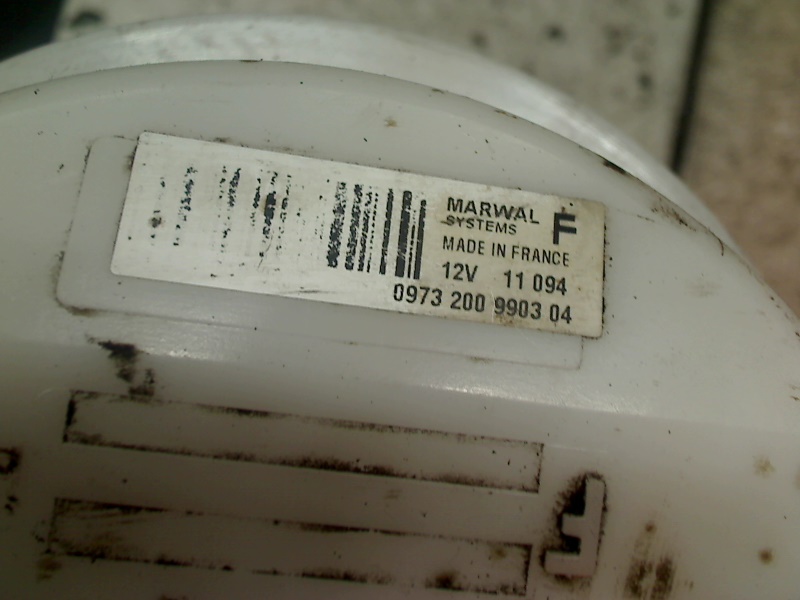 MARWAL F
SYSTEMS
MADE IN FRANCE
12V 11 094
0973 200 9903 04